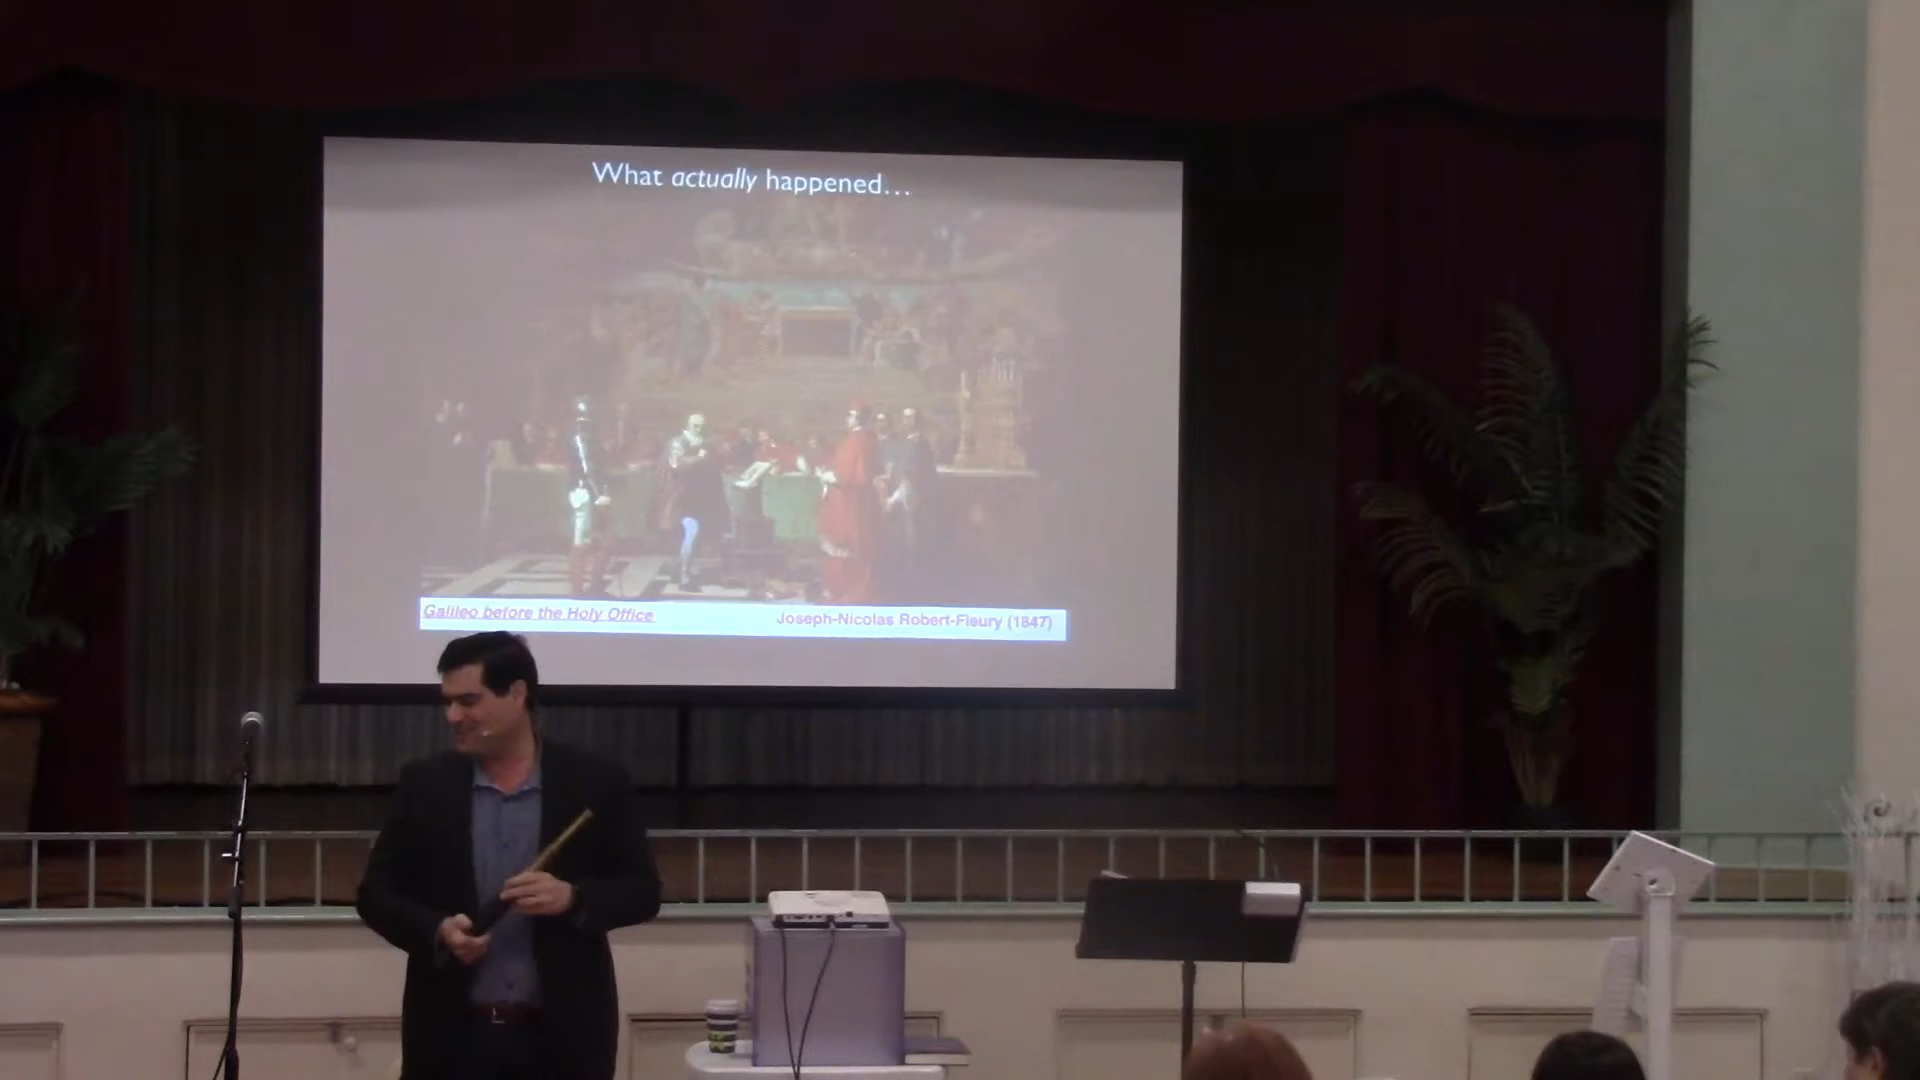 What actually happened...
Galileo before the Holy Office
Joseph-Nicolas Robert-Fleury (1847)